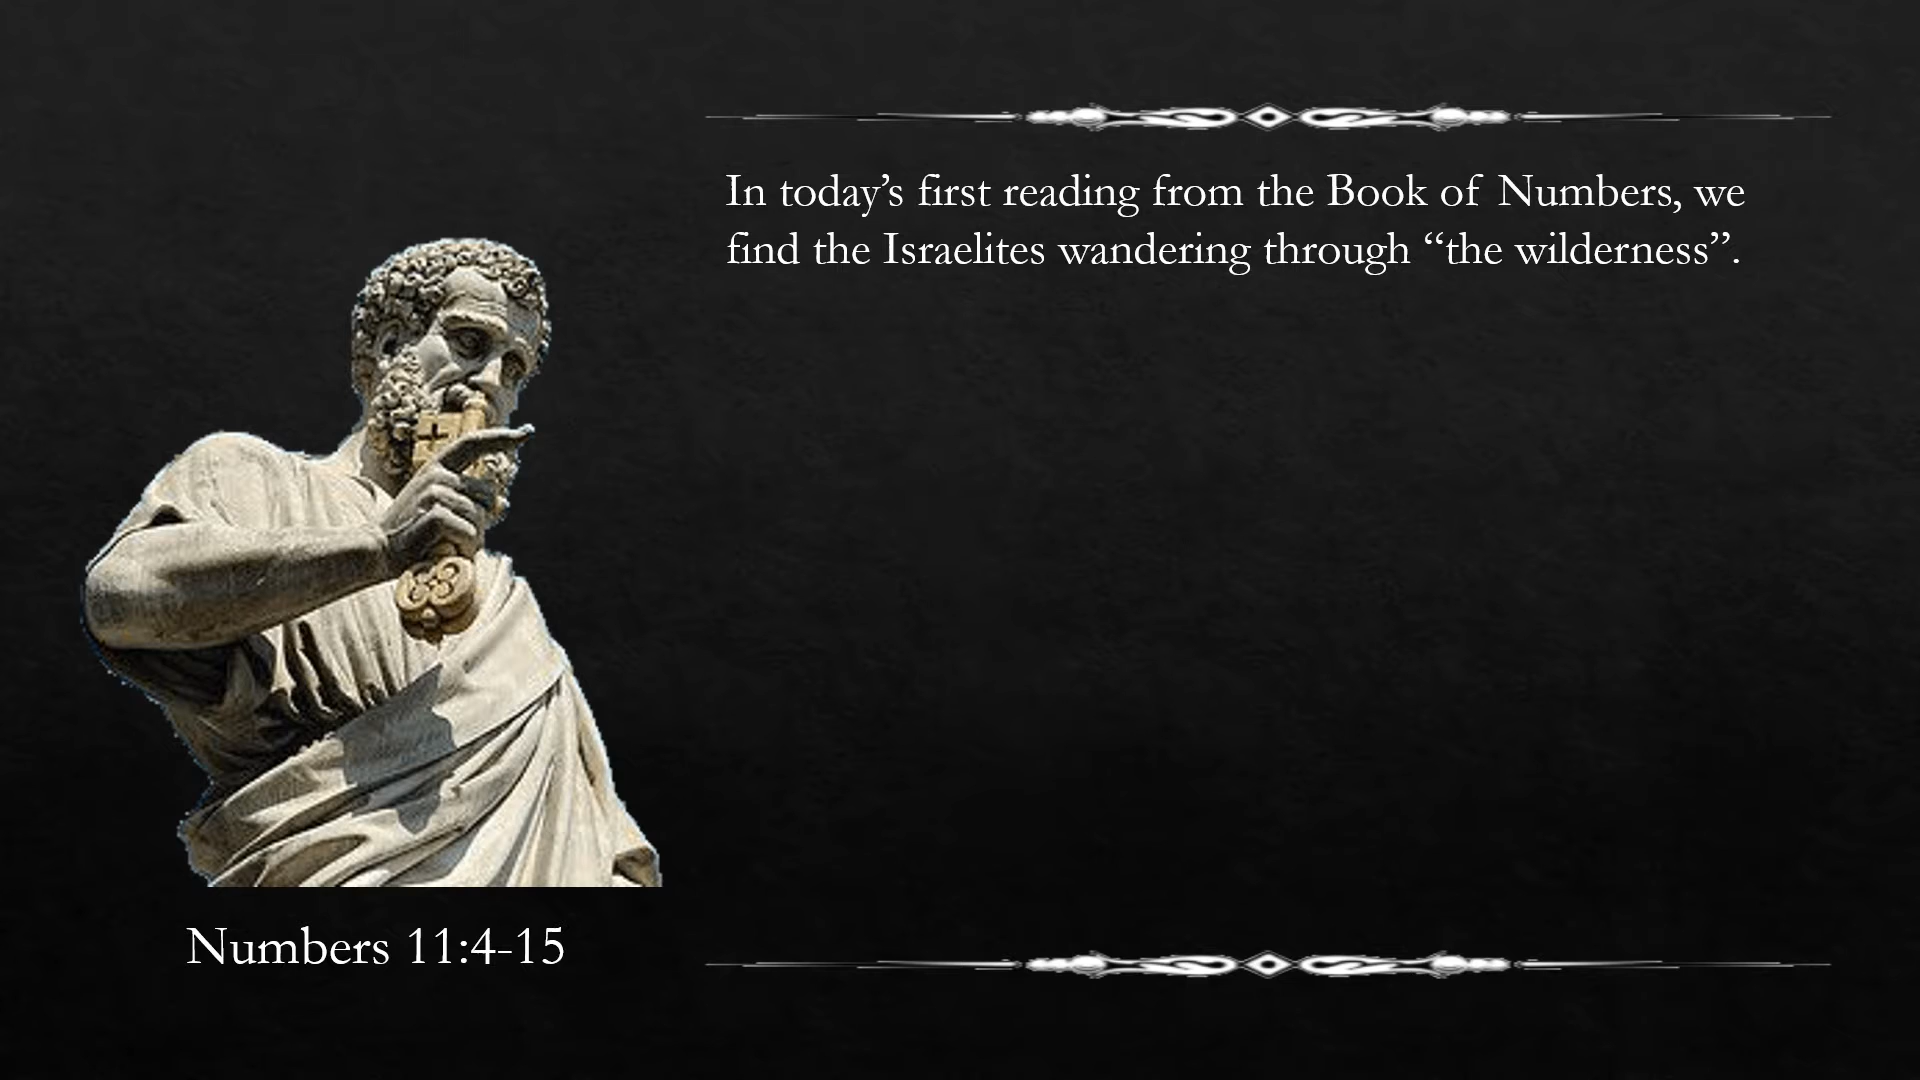 In today’s first reading from the Book of Numbers, we
find the Israelites wandering through “the wilderness”.
Numbers 11:4-15